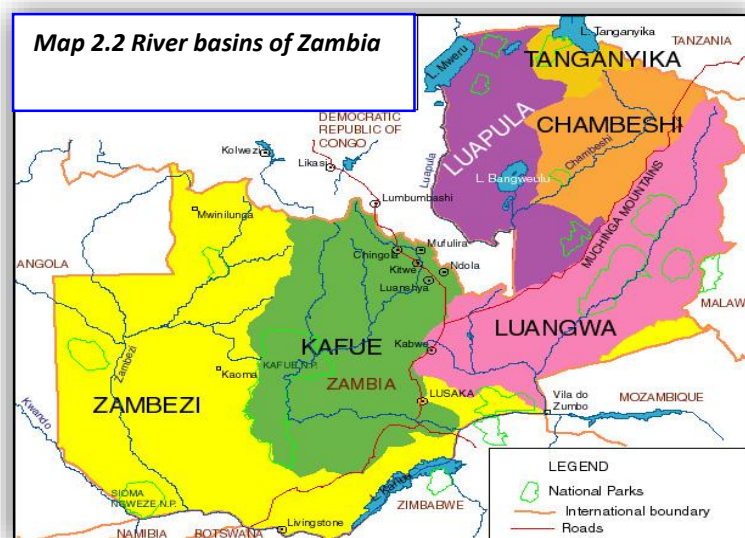 Map 2.2 River basins of Zambia
L. Tanganyika
TANZANIA
L. Mweru
TANGANYIKA
DEMOCRATIC
REPUBLIC OF
CONGO
LUAPULA
CHAMBESHI
Kolwezi
Likasi
Luapula
Chambeshi
L. Bangweulu
Lumbumbashi
Mwinilunga
MUCHINGA MOUNTAINS
Mufulira
Chingola
Kitwe
Ndola
Luanshya
ANGOLA
MALAW
LUANGWA
Zambezi
KAFUE
Kabwe
Kaoma
KAFUE N.P.
ZAMBIA
ZAMBEZI
LUSAKA
Vila do
Zumbo
MOZAMBIQUE
Kwando
LEGEND
National Parks
International boundary
Roads
SIOMA
NGWEZE N.P.
L. Kariba
ZIMBABWE
Livingstone
NAMIBIA
BOTSWANA